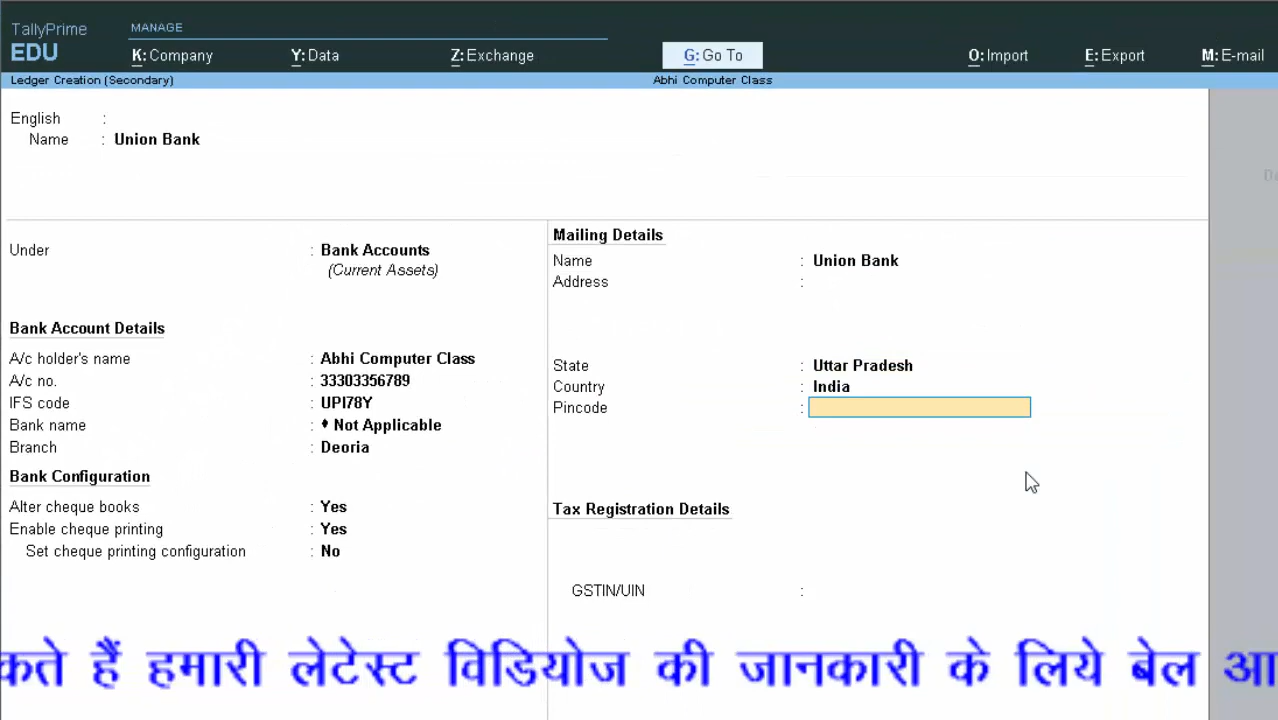 TallyPrime
MANAGE
EDU
K: Company
Y: Data
Z: Exchange
G: Go To
O: Import
E: Export
M: E-mail
Ledger Creation (Secondary)
Abhi Computer Class
English :
Name : Union Bank
Under : Bank Accounts
(Current Assets)
Bank Account Details
A/c holder's name : Abhi Computer Class
A/c no. : 33303356789
IFS code : UPI78Y
Bank name : ♦ Not Applicable
Branch : Deoria
Bank Configuration
Alter cheque books : Yes
Enable cheque printing : Yes
Set cheque printing configuration : No
Mailing Details
Name : Union Bank
Address :
State : Uttar Pradesh
Country : India
Pincode :
Tax Registration Details
GSTIN/UIN :
कते हैं हमारी लेटेस्ट विडियोज की जानकारी के लिये बेल आ